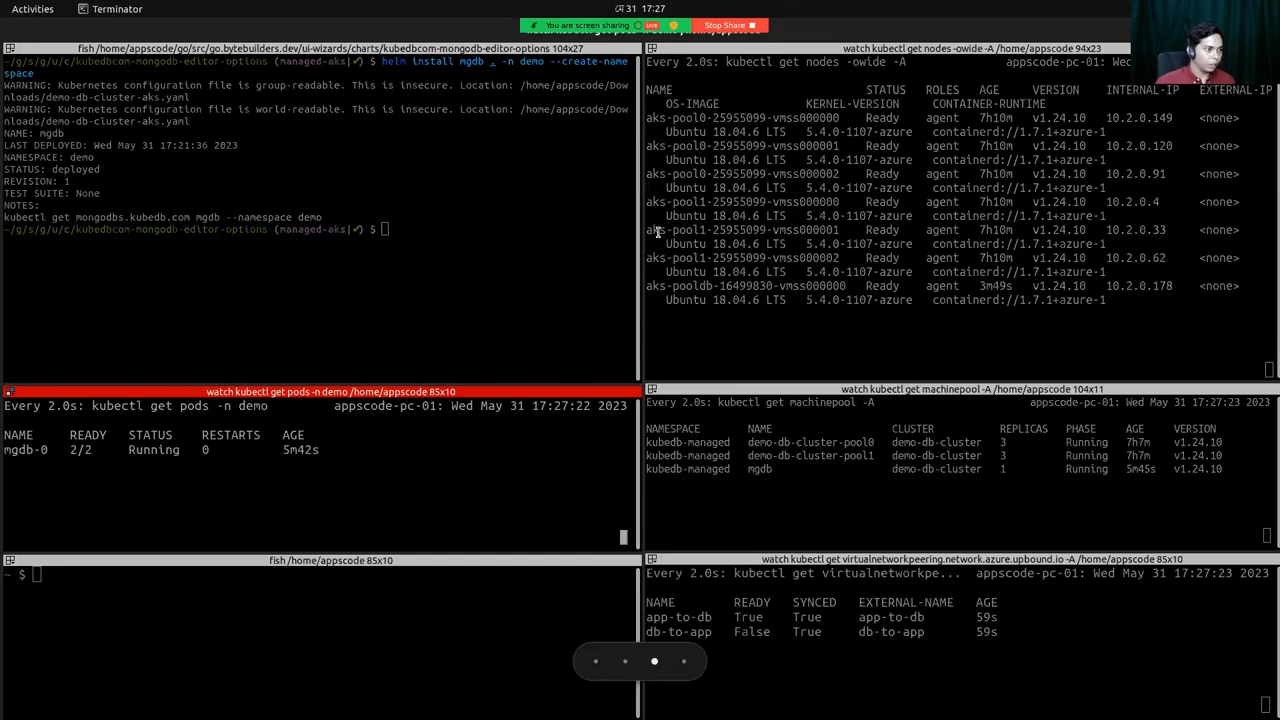 Activities
Terminator
31 17:27
You are screen sharing
LIVE
Stop Share
fish /home/appscode/go/src/go.bytebuilders.dev/ui-wizards/charts/kubedbcom-mongodb-editor-options 104x27
~/g/s/g/u/c/kubedbcom-mongodb-editor-options (managed-aks|✔) $ helm install mgdb . -n demo --create-name
space
WARNING: Kubernetes configuration file is group-readable. This is insecure. Location: /home/appscode/Dow
nloads/demo-db-cluster-aks.yaml
WARNING: Kubernetes configuration file is world-readable. This is insecure. Location: /home/appscode/Dow
nloads/demo-db-cluster-aks.yaml
NAME: mgdb
LAST DEPLOYED: Wed May 31 17:21:36 2023
NAMESPACE: demo
STATUS: deployed
REVISION: 1
TEST SUITE: None
NOTES:
kubectl get mongodbs.kubedb.com mgdb --namespace demo
~/g/s/g/u/c/kubedbcom-mongodb-editor-options (managed-aks|✔) $
watch kubectl get nodes -owide -A /home/appscode 94x23
Every 2.0s: kubectl get nodes -owide -A appscode-pc-01: Wed
NAME STATUS ROLES AGE VERSION INTERNAL-IP EXTERNAL-IP
OS-IMAGE KERNEL-VERSION CONTAINER-RUNTIME
aks-pool0-25955099-vmss000000 Ready agent 7h10m v1.24.10 10.2.0.149 <none>
Ubuntu 18.04.6 LTS 5.4.0-1107-azure containerd://1.7.1+azure-1
aks-pool0-25955099-vmss000001 Ready agent 7h10m v1.24.10 10.2.0.120 <none>
Ubuntu 18.04.6 LTS 5.4.0-1107-azure containerd://1.7.1+azure-1
aks-pool0-25955099-vmss000002 Ready agent 7h10m v1.24.10 10.2.0.91 <none>
Ubuntu 18.04.6 LTS 5.4.0-1107-azure containerd://1.7.1+azure-1
aks-pool1-25955099-vmss000000 Ready agent 7h10m v1.24.10 10.2.0.4 <none>
Ubuntu 18.04.6 LTS 5.4.0-1107-azure containerd://1.7.1+azure-1
aks-pool1-25955099-vmss000001 Ready agent 7h10m v1.24.10 10.2.0.33 <none>
Ubuntu 18.04.6 LTS 5.4.0-1107-azure containerd://1.7.1+azure-1
aks-pool1-25955099-vmss000002 Ready agent 7h10m v1.24.10 10.2.0.62 <none>
Ubuntu 18.04.6 LTS 5.4.0-1107-azure containerd://1.7.1+azure-1
aks-pooldb-16499830-vmss000000 Ready agent 3m49s v1.24.10 10.2.0.178 <none>
Ubuntu 18.04.6 LTS 5.4.0-1107-azure containerd://1.7.1+azure-1
watch kubectl get pods -n demo /home/appscode 85x10
Every 2.0s: kubectl get pods -n demo appscode-pc-01: Wed May 31 17:27:22 2023
NAME READY STATUS RESTARTS AGE
mgdb-0 2/2 Running 0 5m42s
watch kubectl get machinepool -A /home/appscode 104x11
Every 2.0s: kubectl get machinepool -A appscode-pc-01: Wed May 31 17:27:23 2023
NAMESPACE NAME CLUSTER REPLICAS PHASE AGE VERSION
kubedb-managed demo-db-cluster-pool0 demo-db-cluster 3 Running 7h7m v1.24.10
kubedb-managed demo-db-cluster-pool1 demo-db-cluster 3 Running 7h7m v1.24.10
kubedb-managed mgdb demo-db-cluster 1 Running 5m45s v1.24.10
fish /home/appscode 85x10
~ $
watch kubectl get virtualnetworkpeering.network.azure.upbound.io -A /home/appscode 85x10
Every 2.0s: kubectl get virtualnetworkpe... appscode-pc-01: Wed May 31 17:27:23 2023
NAME READY SYNCED EXTERNAL-NAME AGE
app-to-db True True app-to-db 59s
db-to-app False True db-to-app 59s